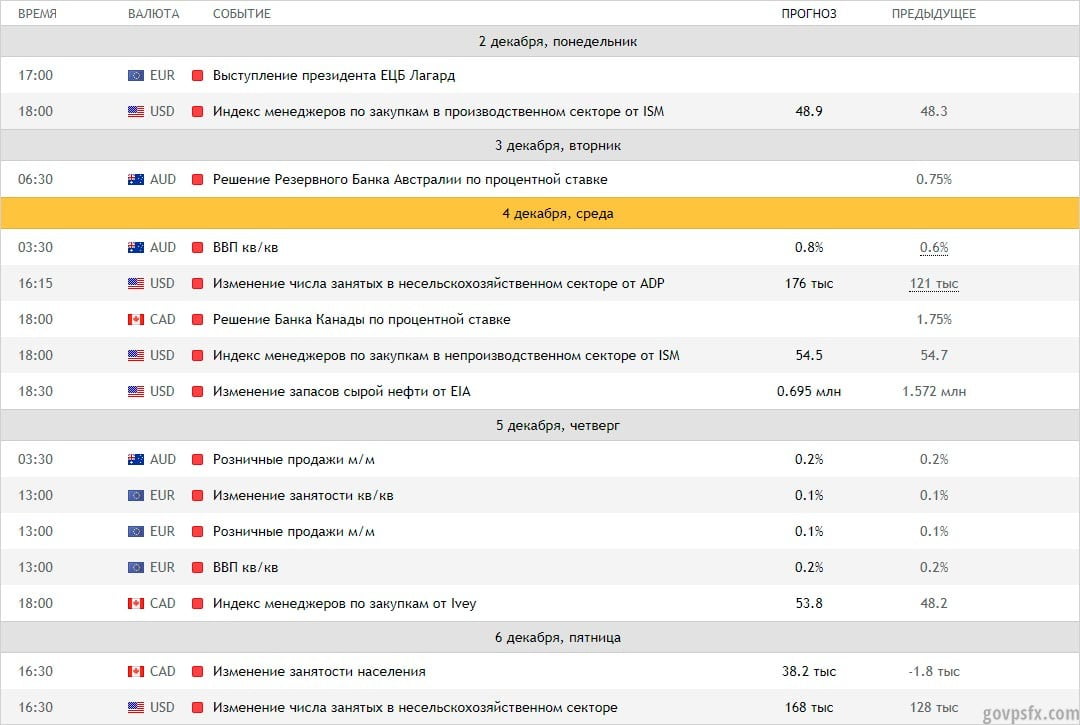 ВРЕМЯ ВАЛЮТА СОБЫТИЕ ПРОГНОЗ ПРЕДЫДУЩЕЕ
2 декабря, понедельник
17:00 EUR Выступление президента ЕЦБ Лагард
18:00 USD Индекс менеджеров по закупкам в производственном секторе от ISM 48.9 48.3
3 декабря, вторник
06:30 AUD Решение Резервного Банка Австралии по процентной ставке 0.75%
4 декабря, среда
03:30 AUD ВВП кв/кв 0.8% 0.6%
16:15 USD Изменение числа занятых в несельскохозяйственном секторе от ADP 176 тыс 121 тыс
18:00 CAD Решение Банка Канады по процентной ставке 1.75%
18:00 USD Индекс менеджеров по закупкам в непроизводственном секторе от ISM 54.5 54.7
18:30 USD Изменение запасов сырой нефти от EIA 0.695 млн 1.572 млн
5 декабря, четверг
03:30 AUD Розничные продажи м/м 0.2% 0.2%
13:00 EUR Изменение занятости кв/кв 0.1% 0.1%
13:00 EUR Розничные продажи м/м 0.1% 0.1%
13:00 EUR ВВП кв/кв 0.2% 0.2%
18:00 CAD Индекс менеджеров по закупкам от Ivey 53.8 48.2
6 декабря, пятница
16:30 CAD Изменение занятости населения 38.2 тыс -1.8 тыс
16:30 USD Изменение числа занятых в несельскохозяйственном секторе 168 тыс 128 тыс
govpsfx.com